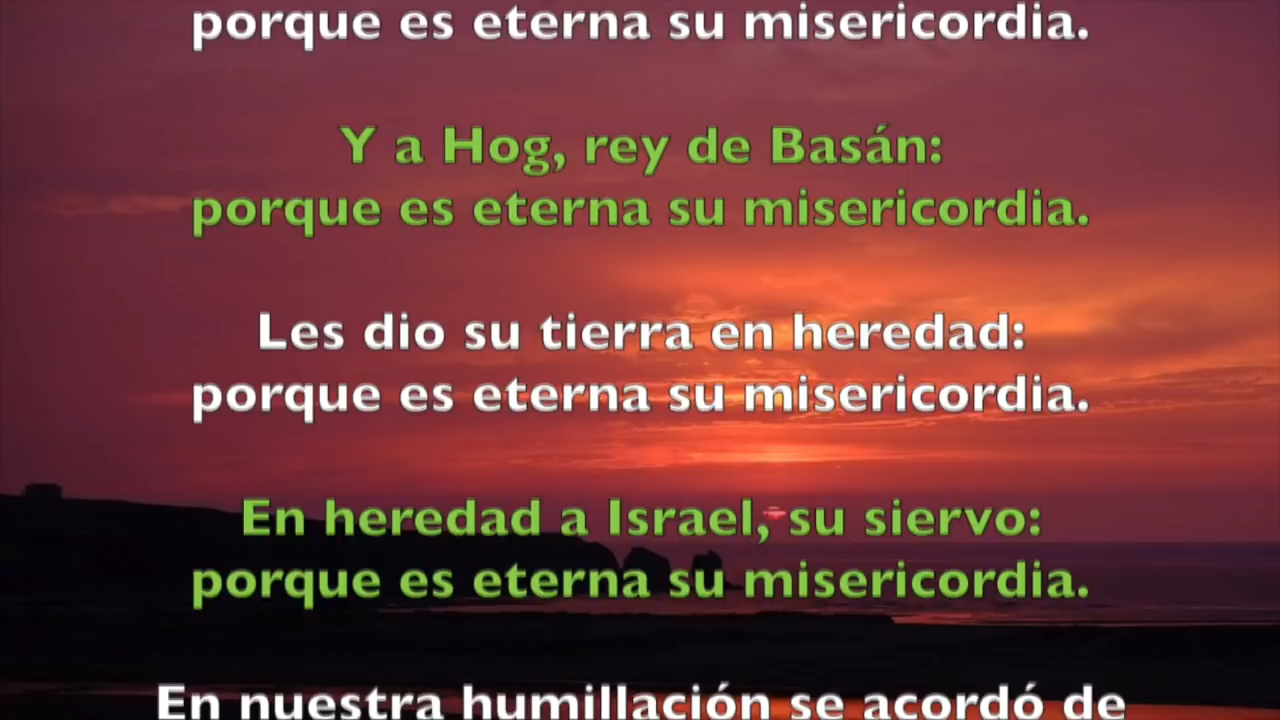 porque es eterna su misericordia.
Y a Hog, rey de Basán:
porque es eterna su misericordia.
Les dio su tierra en heredad:
porque es eterna su misericordia.
En heredad a Israel, su siervo:
porque es eterna su misericordia.
En nuestra humillación se acordó de